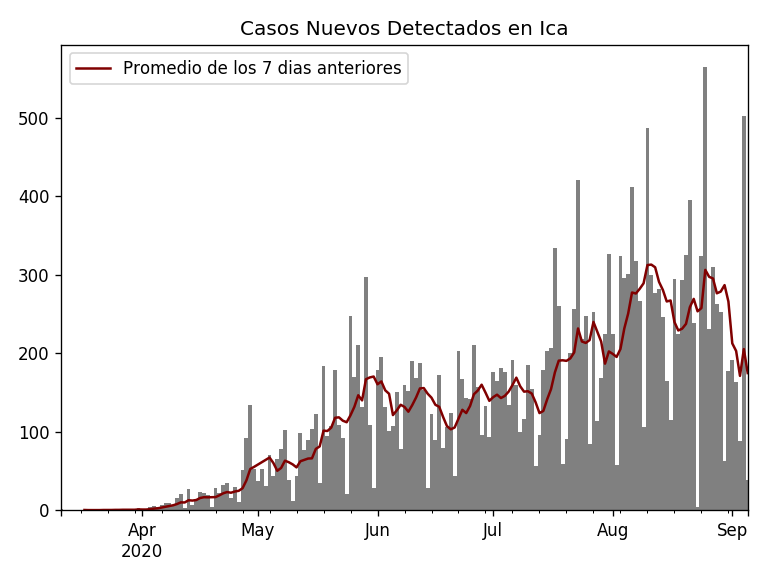 Casos Nuevos Detectados en Ica
Promedio de los 7 dias anteriores
500
400
300
200
100
0
Apr May Jun Jul Aug Sep
2020